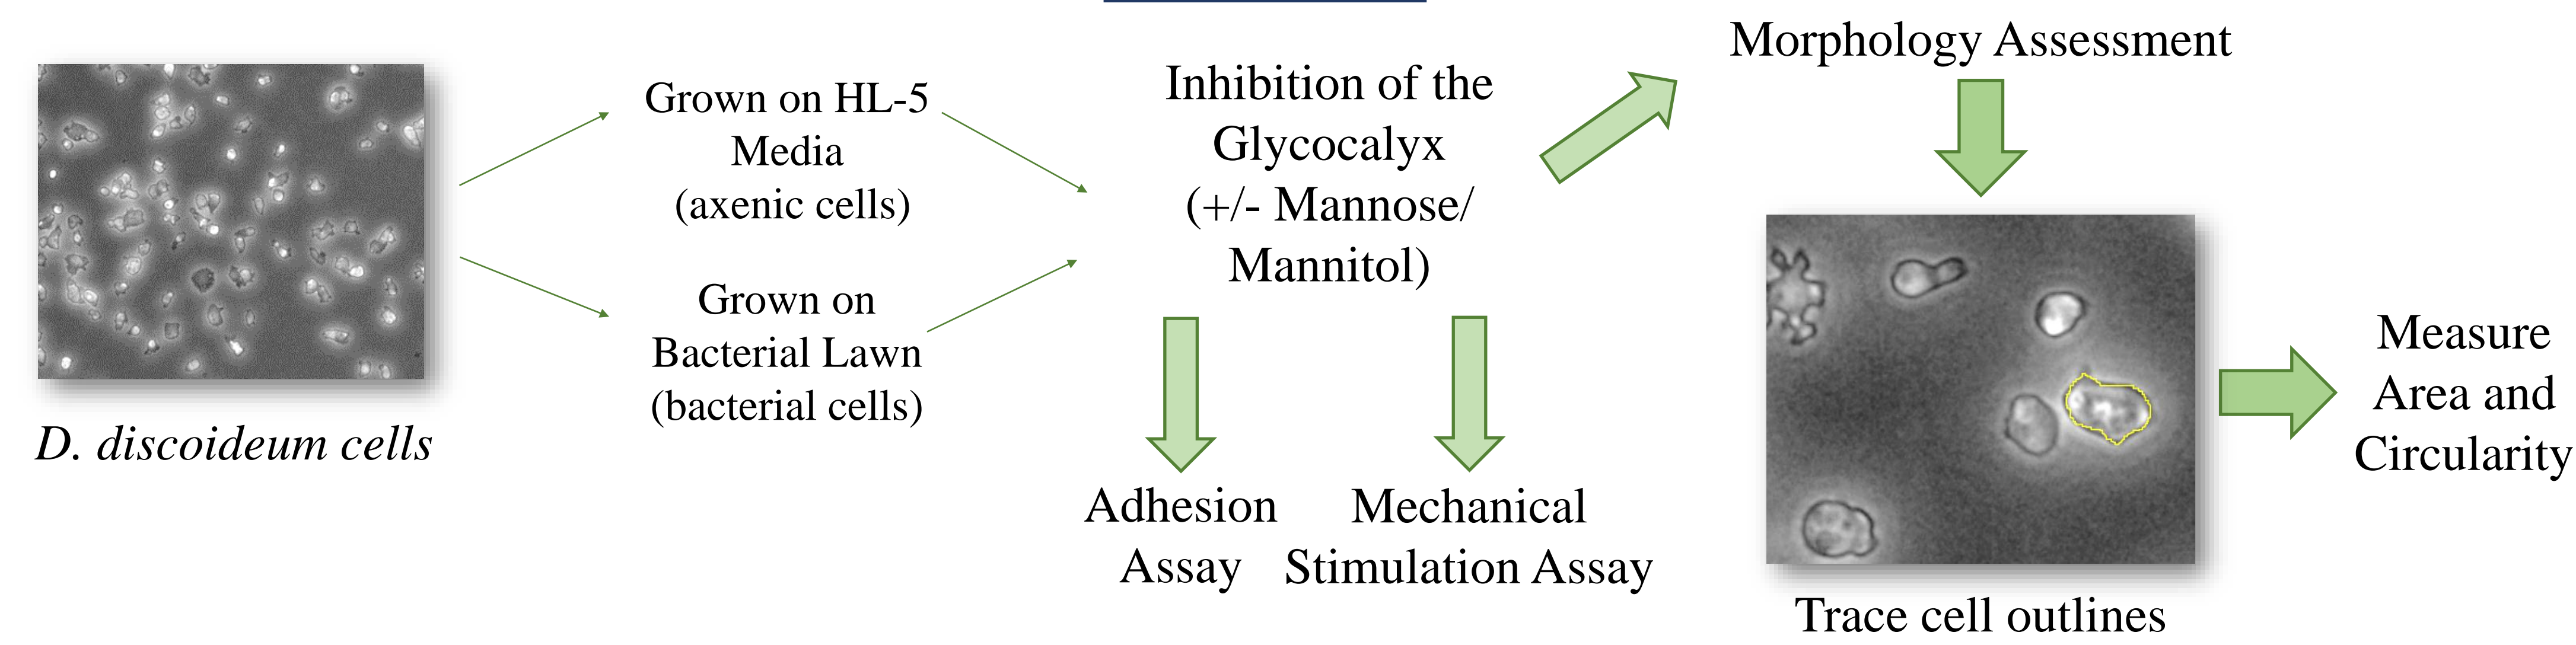 D. discoideum cells
Grown on HL-5
Media
(axenic cells)
Grown on
Bacterial Lawn
(bacterial cells)
Inhibition of the
Glycocalyx
(+/- Mannose/
Mannitol)
Adhesion
Assay
Mechanical
Stimulation Assay
Morphology Assessment
Trace cell outlines
Measure
Area and
Circularity